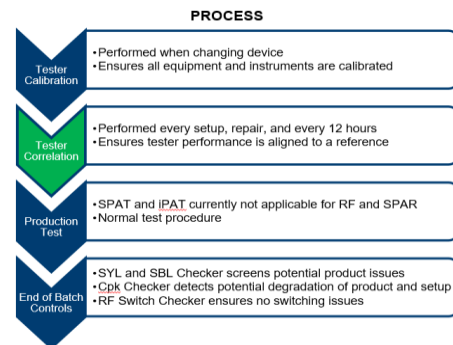 PROCESS
Tester
Calibration
•Performed when changing device
•Ensures all equipment and instruments are calibrated
Tester
Correlation
•Performed every setup, repair, and every 12 hours
•Ensures tester performance is aligned to a reference
Production
Test
•SPAT and iPAT currently not applicable for RF and SPAR
•Normal test procedure
End of Batch
Controls
•SYL and SBL Checker screens potential product issues
•Cpk Checker detects potential degradation of product and setup
•RF Switch Checker ensures no switching issues